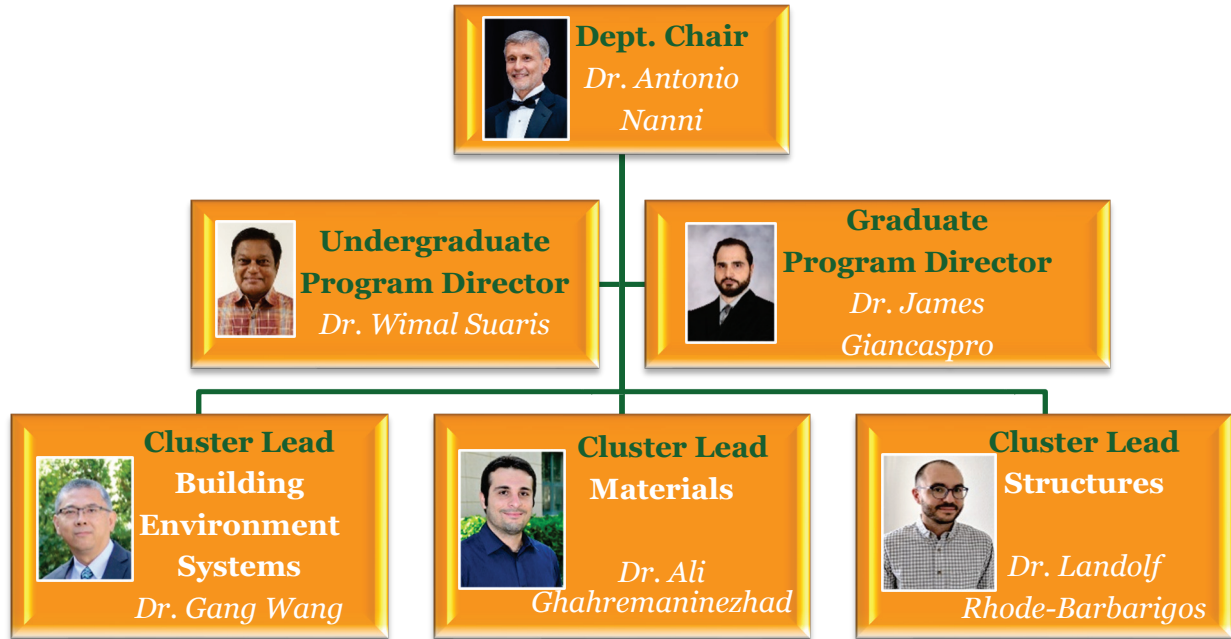 Dept. Chair
Dr. Antonio
Nanni
Undergraduate
Program Director
Dr. Wimal Suaris
Graduate
Program Director
Dr. James
Giancaspro
Cluster Lead
Building
Environment
Systems
Dr. Gang Wang
Cluster Lead
Materials
Dr. Ali
Ghahremaninezhad
Cluster Lead
Structures
Dr. Landolf
Rhode-Barbarigos